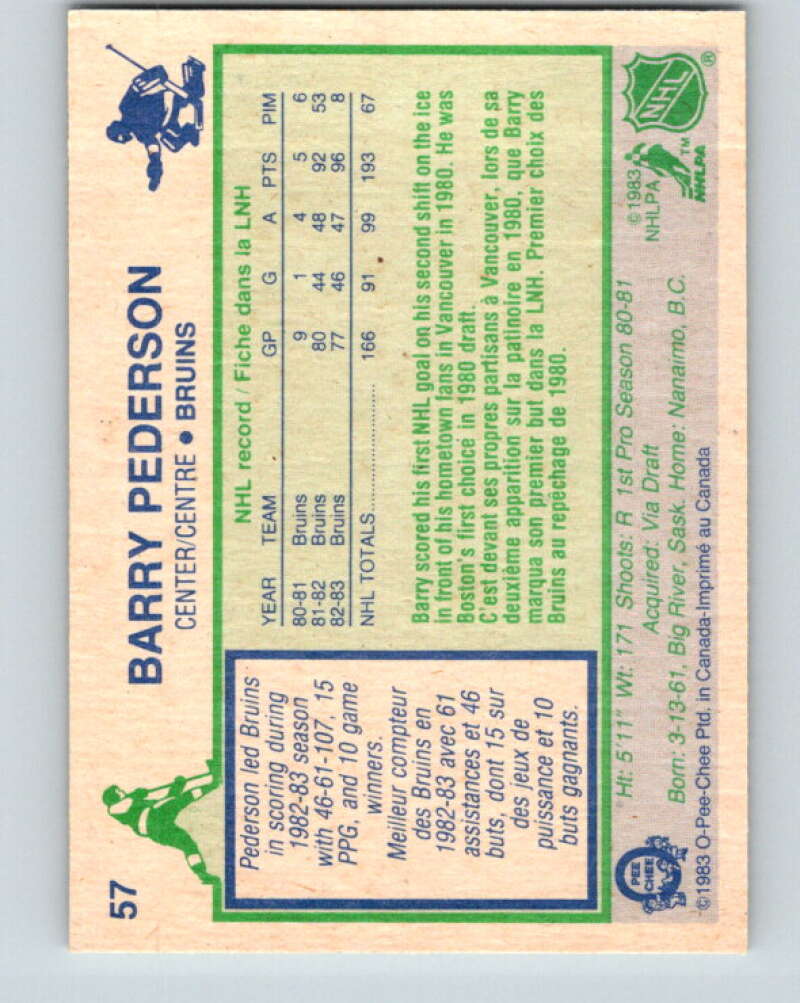 57
BARRY PEDERSON
CENTER/CENTRE • BRUINS
Pederson led Bruins
in scoring during
1982-83 season
with 46-61-107, 15
PPG, and 10 game
winners.
Meilleur compteur
des Bruins en
1982-83 avec 61
assistances et 46
buts, dont 15 sur
des jeux de
puissance et 10
buts gagnants.
NHL record / Fiche dans la LNH
YEAR TEAM GP G A PTS PIM
80-81 Bruins 9 1 4 5 6
81-82 Bruins 80 44 48 92 53
82-83 Bruins 77 46 47 96 8
NHL TOTALS.................. 166 91 99 193 67
Barry scored his first NHL goal on his second shift on the ice
in front of his hometown fans in Vancouver in 1980. He was
Boston's first choice in 1980 draft.
C'est devant ses propres partisans à Vancouver, lors de sa
deuxième apparition sur la patinoire en 1980, que Barry
marqua son premier but dans la LNH. Premier choix des
Bruins au repêchage de 1980.
Ht: 5'11" Wt: 171 Shoots: R 1st Pro Season 80-81
Acquired: Via Draft
Born: 3-13-61, Big River, Sask. Home: Nanaimo, B.C.
©1983 O-Pee-Chee Ptd. in Canada-Imprimé au Canada
O PEE CHEE
©1983
NHLPA
NHLPA
TM
NHL
®